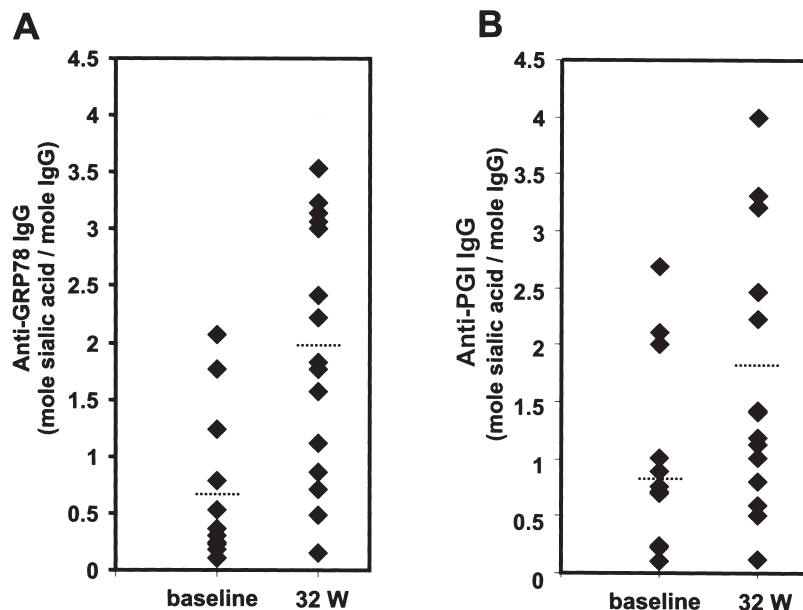 A
Anti-GRP78 IgG
(mole sialic acid / mole IgG)
4.5
4
3.5
3
2.5
2
1.5
1
0.5
0
baseline 32 W
B
Anti-PGI IgG
(mole sialic acid / mole IgG)
4.5
4
3.5
3
2.5
2
1.5
1
0.5
0
baseline 32 W